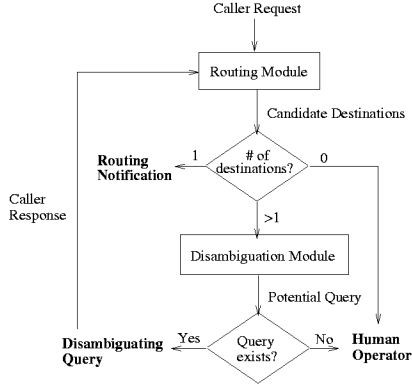 Caller Request
Routing Module
Candidate Destinations
# of
destinations?
1
0
Routing
Notification
>1
Caller
Response
Disambiguation Module
Potential Query
Query
exists?
Yes
No
Disambiguating
Query
Human
Operator